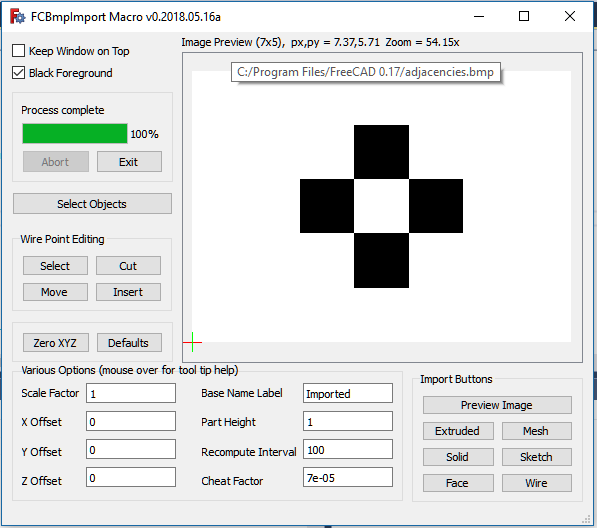 FCBmpImport Macro v0.2018.05.16a
Keep Window on Top
Black Foreground
Image Preview (7x5), px,py = 7.37,5.71 Zoom = 54.15x
C:/Program Files/FreeCAD 0.17/adjacencies.bmp
Process complete
100%
Abort Exit
Select Objects
Wire Point Editing
Select Cut
Move Insert
Zero XYZ Defaults
Various Options (mouse over for tool tip help)
Scale Factor 1 Base Name Label Imported
X Offset 0 Part Height 1
Y Offset 0 Recompute Interval 100
Z Offset 0 Cheat Factor 7e-05
Import Buttons
Preview Image
Extruded Mesh
Solid Sketch
Face Wire